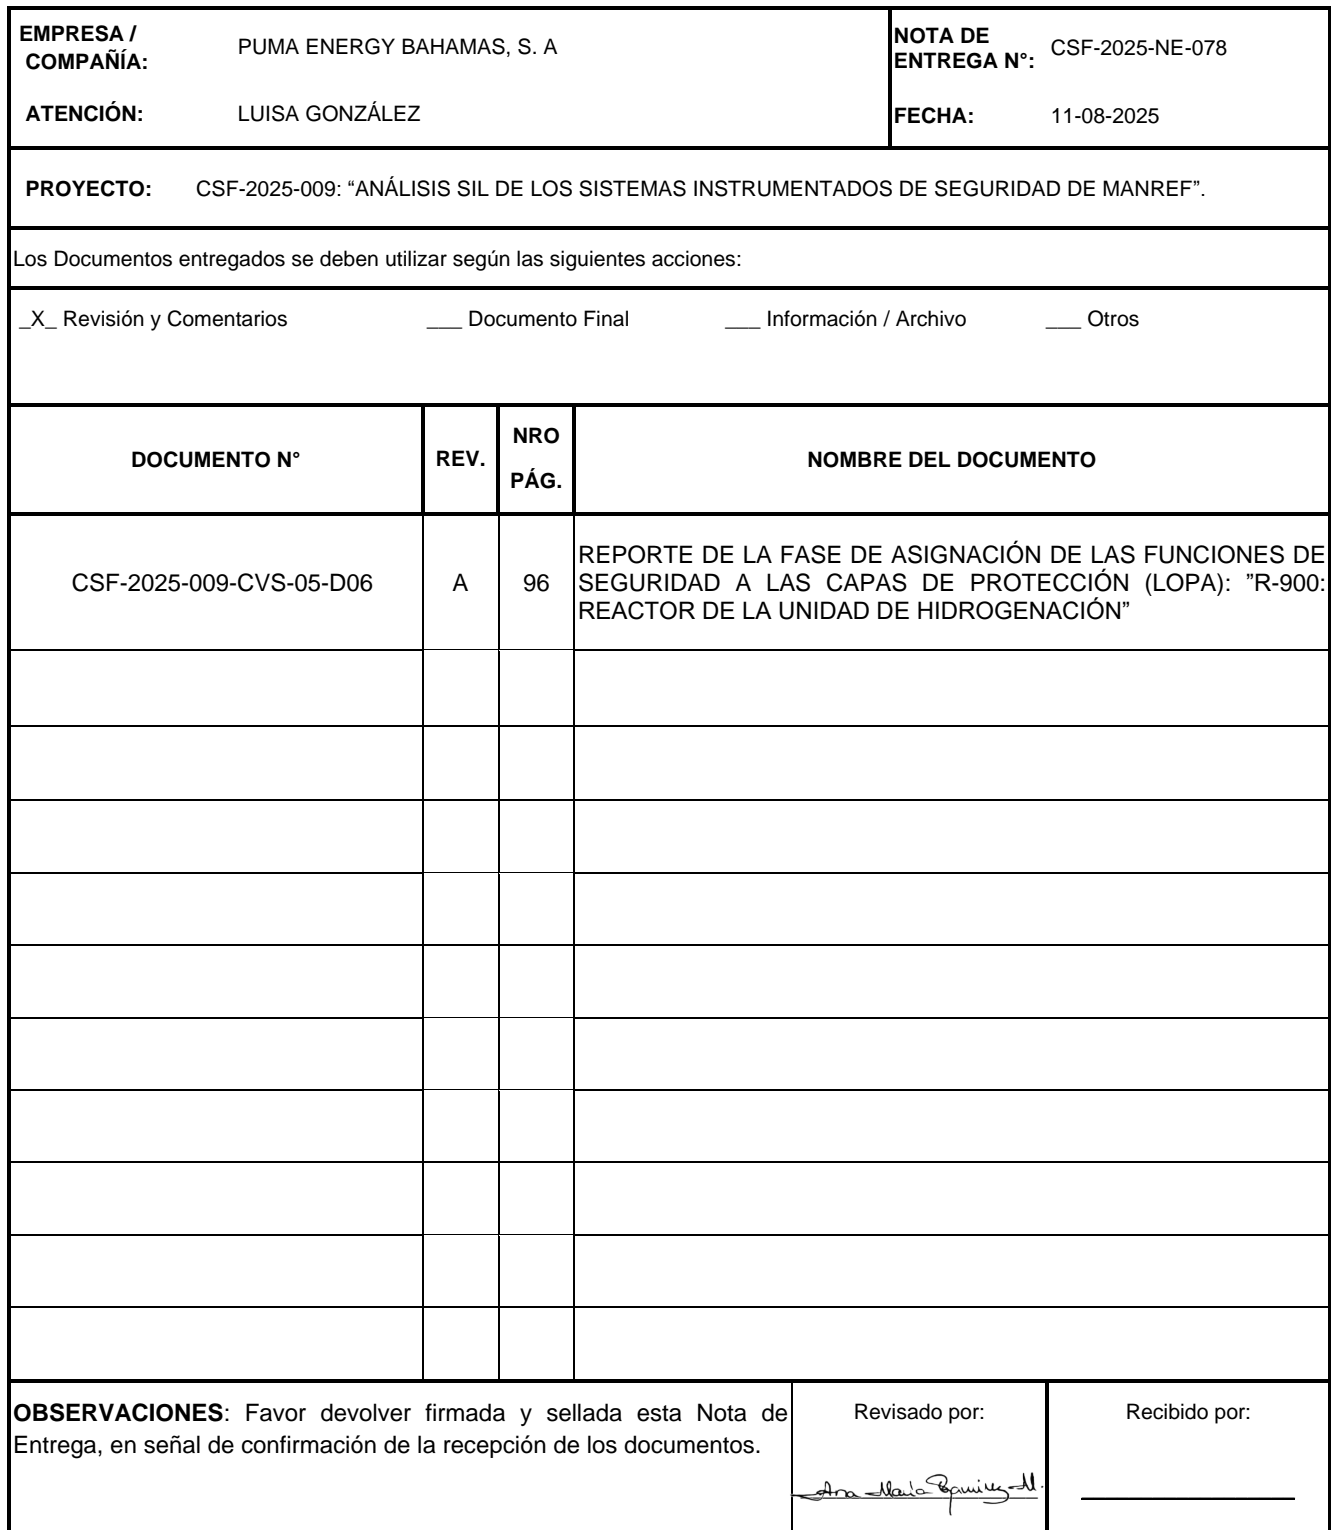 EMPRESA / COMPAÑÍA: PUMA ENERGY BAHAMAS, S. A
NOTA DE ENTREGA N°: CSF-2025-NE-078
ATENCIÓN: LUISA GONZÁLEZ
FECHA: 11-08-2025
PROYECTO: CSF-2025-009: “ANÁLISIS SIL DE LOS SISTEMAS INSTRUMENTADOS DE SEGURIDAD DE MANREF”.
Los Documentos entregados se deben utilizar según las siguientes acciones:
_X_ Revisión y Comentarios ___ Documento Final ___ Información / Archivo ___ Otros
DOCUMENTO N° REV. NRO PÁG. NOMBRE DEL DOCUMENTO
CSF-2025-009-CVS-05-D06 A 96
REPORTE DE LA FASE DE ASIGNACIÓN DE LAS FUNCIONES DE
SEGURIDAD A LAS CAPAS DE PROTECCIÓN (LOPA): ”R-900:
REACTOR DE LA UNIDAD DE HIDROGENACIÓN”
OBSERVACIONES: Favor devolver firmada y sellada esta Nota de
Entrega, en señal de confirmación de la recepción de los documentos.
Revisado por:
Ana María Ramírez M.
Recibido por: